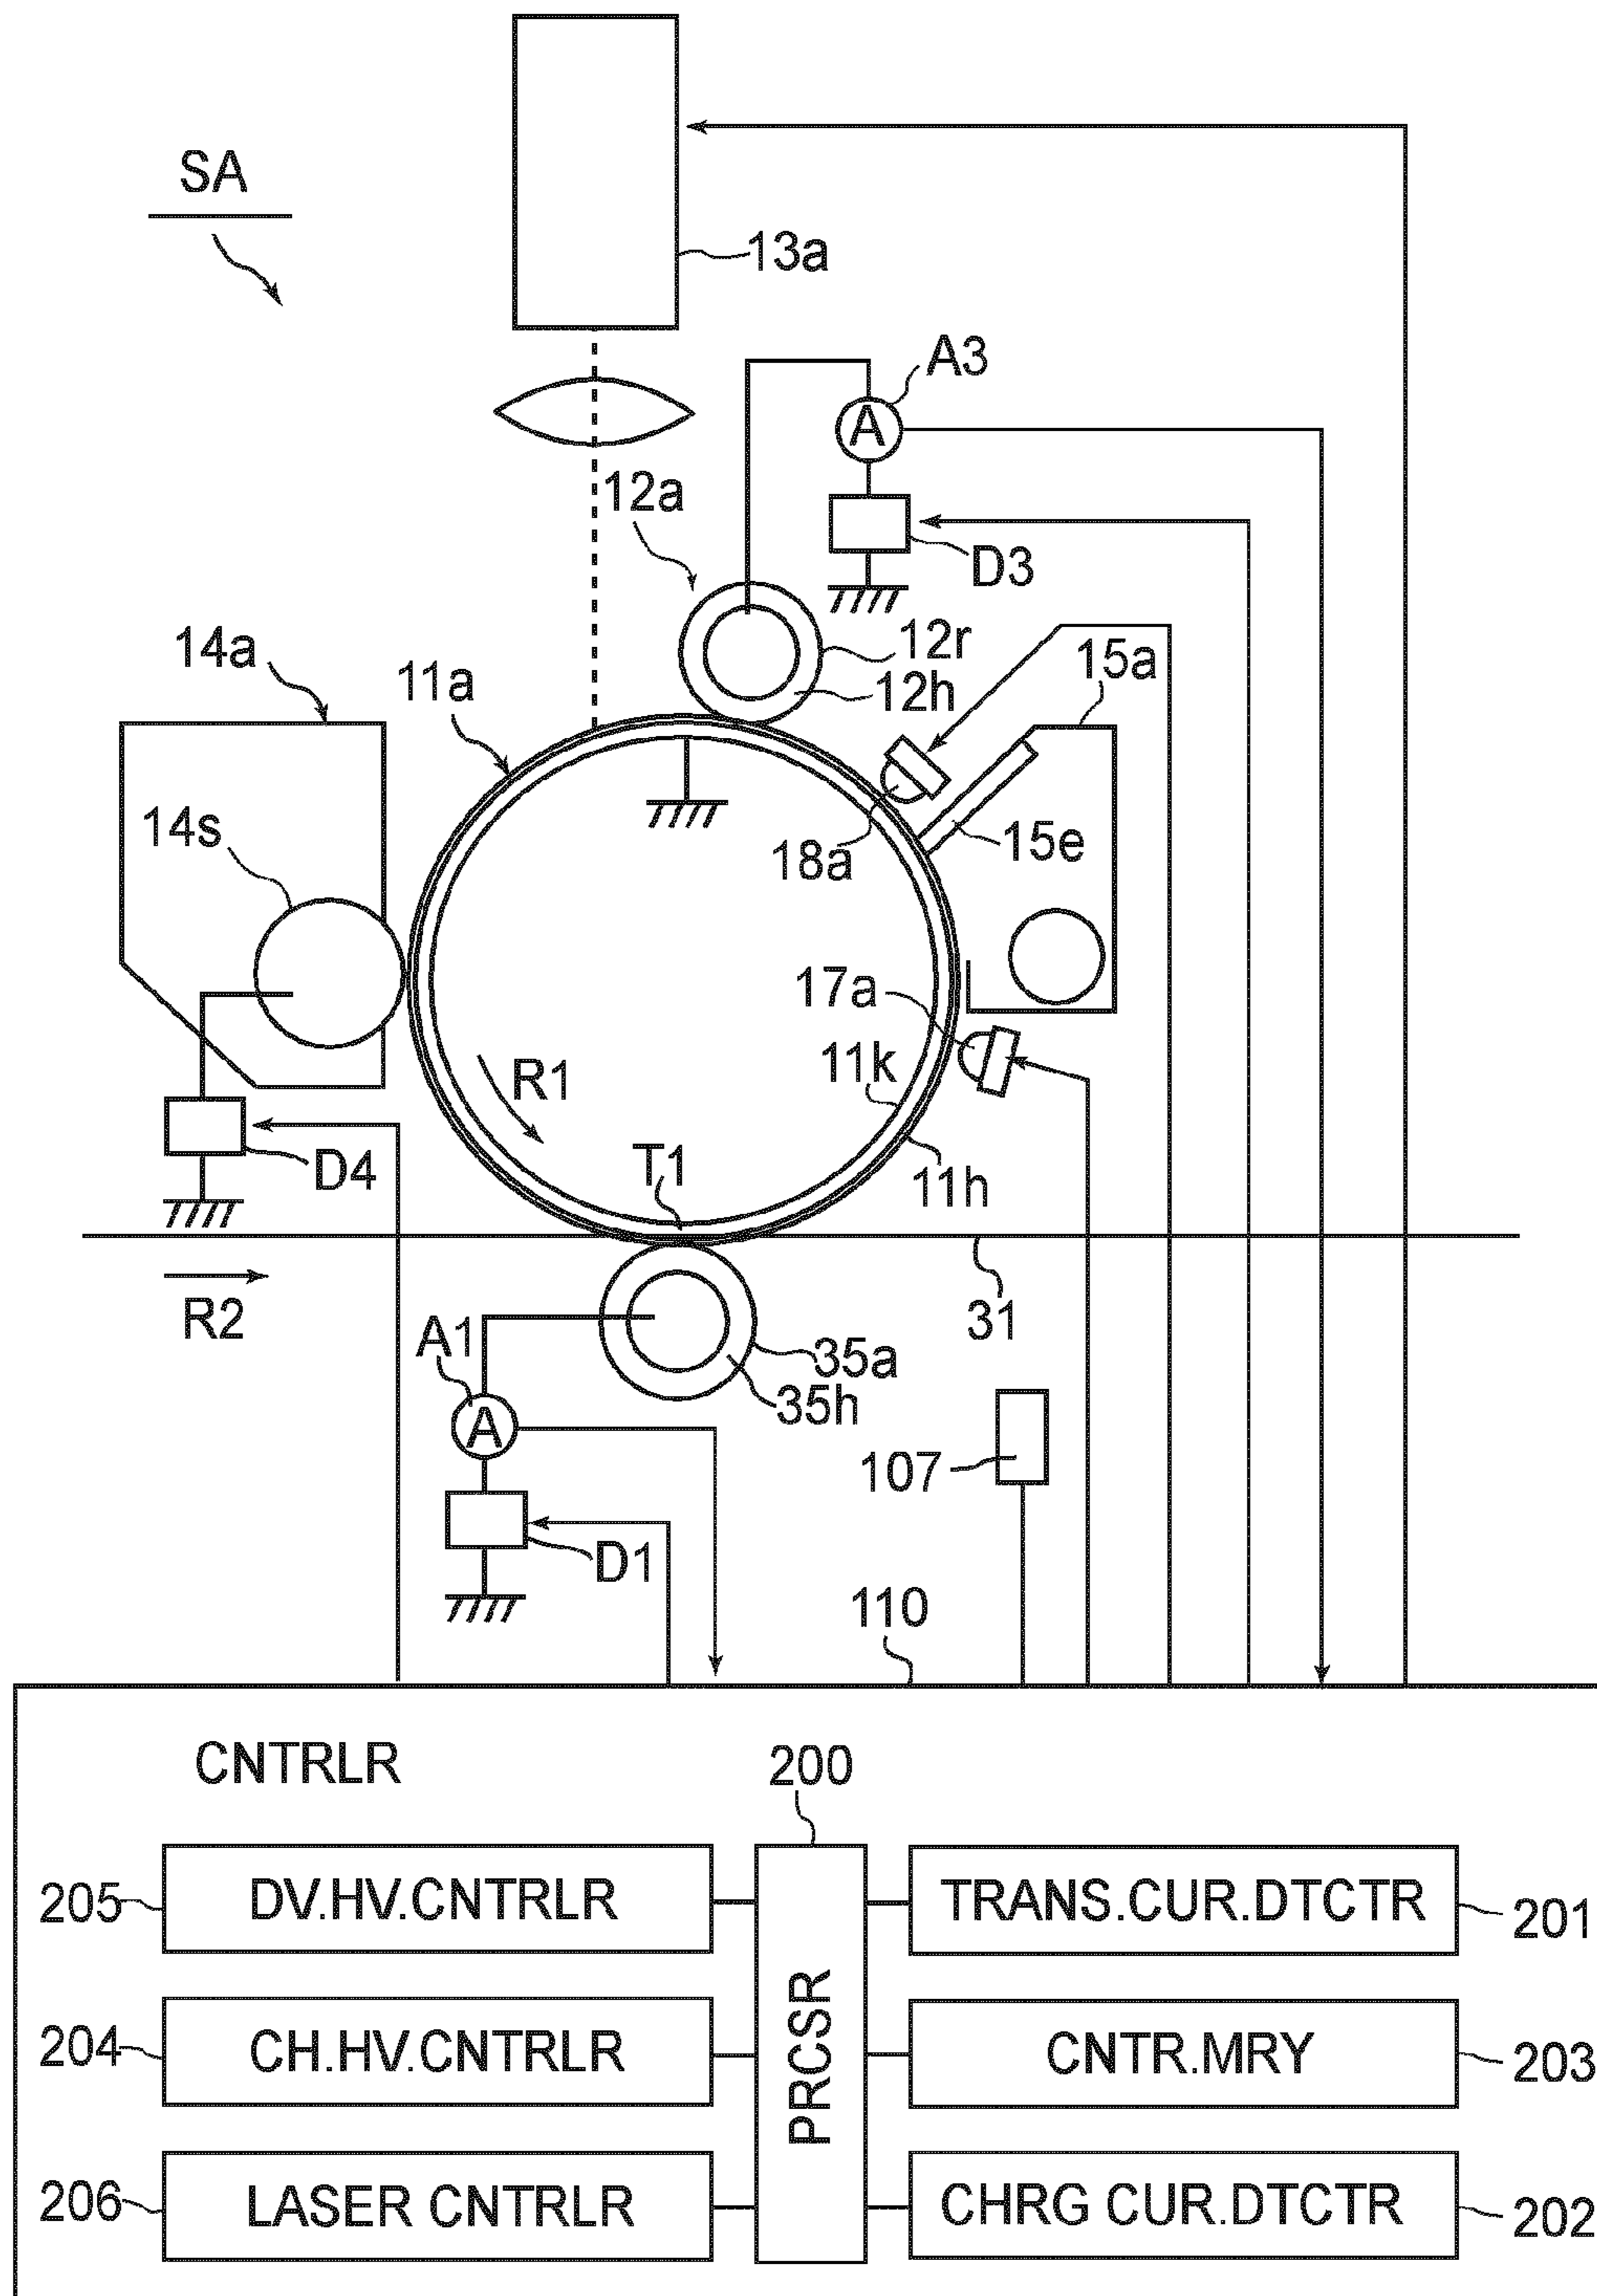 SA
13a
A3
A
12a
D3
14a
11a
12r
15a
12h
14s
18a
15e
17a
R1
11k
D4
T1
11h
R2
A1
31
35a
35h
A
107
D1
110
CNTRLR
200
205
DV.HV.CNTRLR
TRANS.CUR.DTCTR
201
PRCSR
204
CH.HV.CNTRLR
CNTR.MRY
203
206
LASER CNTRLR
CHRG CUR.DTCTR
202